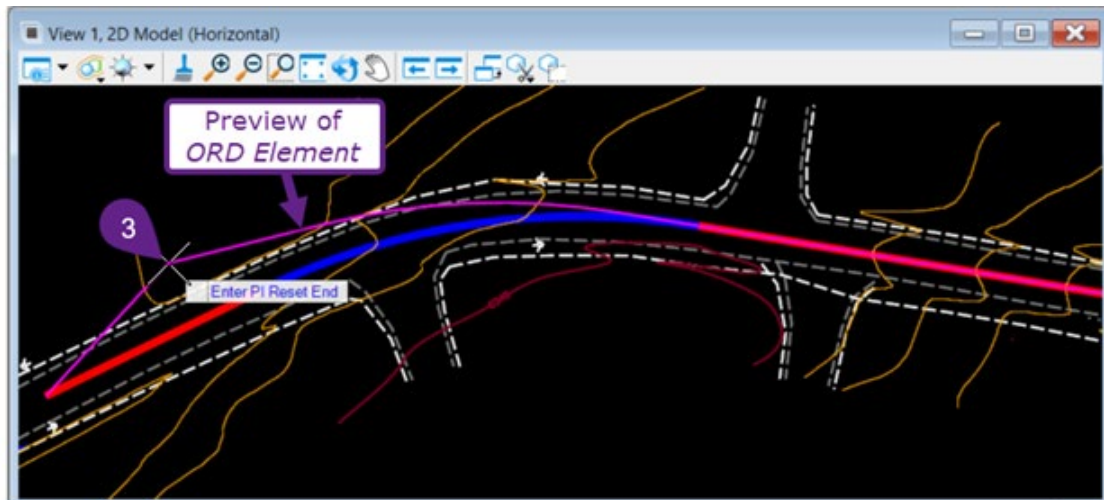 View 1, 2D Model (Horizontal)
Preview of
ORD Element
3
Enter PI Reset End